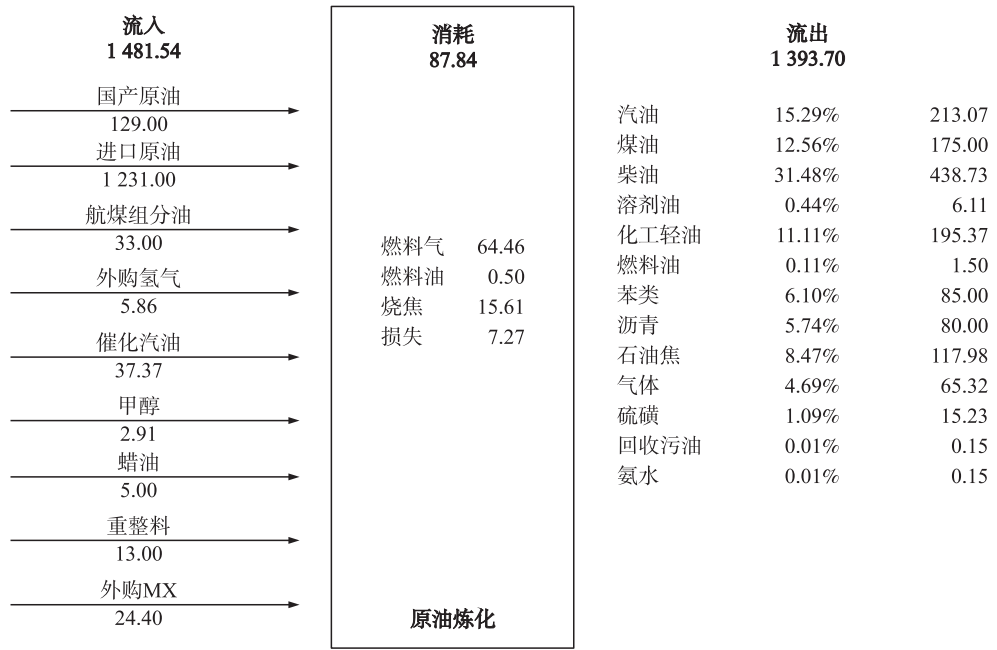 流入
1 481.54
国产原油
129.00
进口原油
1 231.00
航煤组分油
33.00
外购氢气
5.86
催化汽油
37.37
甲醇
2.91
蜡油
5.00
重整料
13.00
外购MX
24.40
消耗
87.84
燃料气 64.46
燃料油 0.50
烧焦 15.61
损失 7.27
原油炼化
流出
1 393.70
汽油 15.29% 213.07
煤油 12.56% 175.00
柴油 31.48% 438.73
溶剂油 0.44% 6.11
化工轻油 11.11% 195.37
燃料油 0.11% 1.50
苯类 6.10% 85.00
沥青 5.74% 80.00
石油焦 8.47% 117.98
气体 4.69% 65.32
硫磺 1.09% 15.23
回收污油 0.01% 0.15
氨水 0.01% 0.15